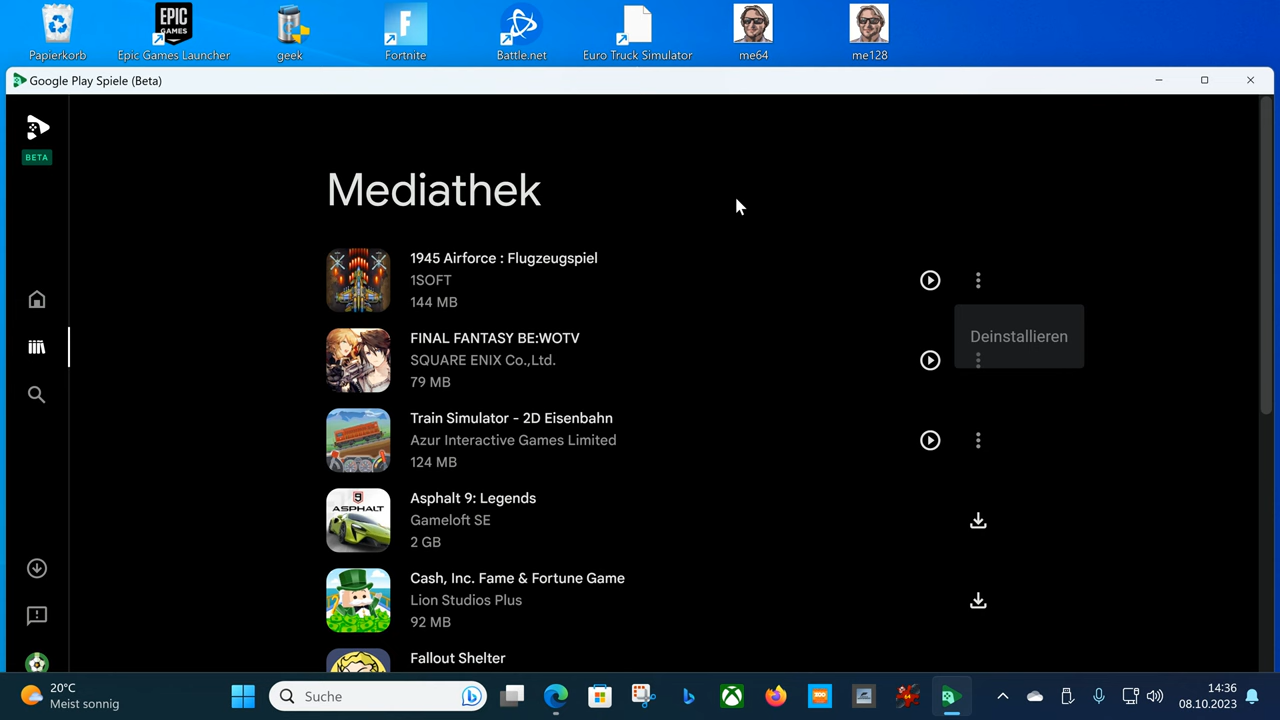 Papierkorb
EPIC GAMES
Epic Games Launcher
geek
Fortnite
Battle.net
Euro Truck Simulator
me64
me128
Google Play Spiele (Beta)
BETA
Mediathek
1945 Airforce : Flugzeugspiel
1SOFT
144 MB
Deinstallieren
FINAL FANTASY BE:WOTV
SQUARE ENIX Co.,Ltd.
79 MB
Train Simulator - 2D Eisenbahn
Azur Interactive Games Limited
124 MB
9
ASPHALT
Asphalt 9: Legends
Gameloft SE
2 GB
Cash, Inc. Fame & Fortune Game
Lion Studios Plus
92 MB
Fallout Shelter
20°C
Meist sonnig
Suche
14:36
08.10.2023